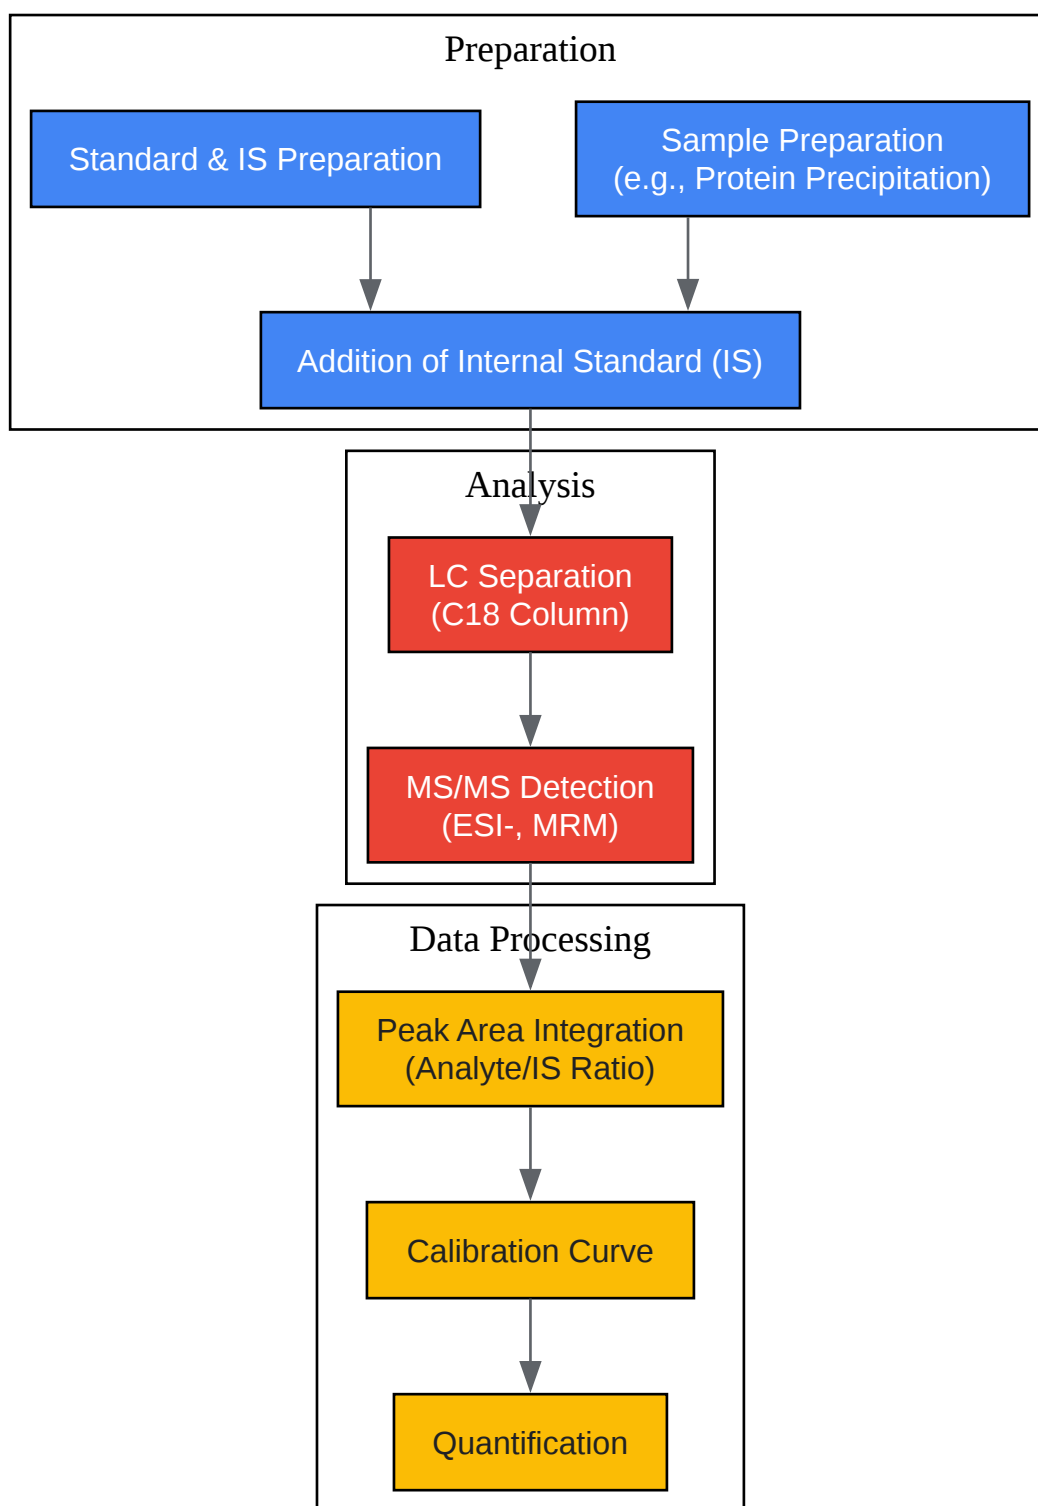 Preparation
Standard & IS Preparation
Sample Preparation
(e.g., Protein Precipitation)
Addition of Internal Standard (IS)
Analysis
LC Separation
(C18 Column)
MS/MS Detection
(ESI-, MRM)
Data Processing
Peak Area Integration
(Analyte/IS Ratio)
Calibration Curve
Quantification